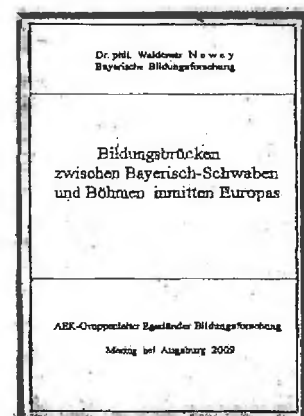 Dr. phil. Waldemar N o w e y
Bayerische Bildungsforschung
Bildungsbrücken
zwischen Bayerisch-Schwaben
und Böhmen inmitten Europas
AEK-Gruppenleiter Egerländer Bildungsforschung
Mering bei Augsburg 2009